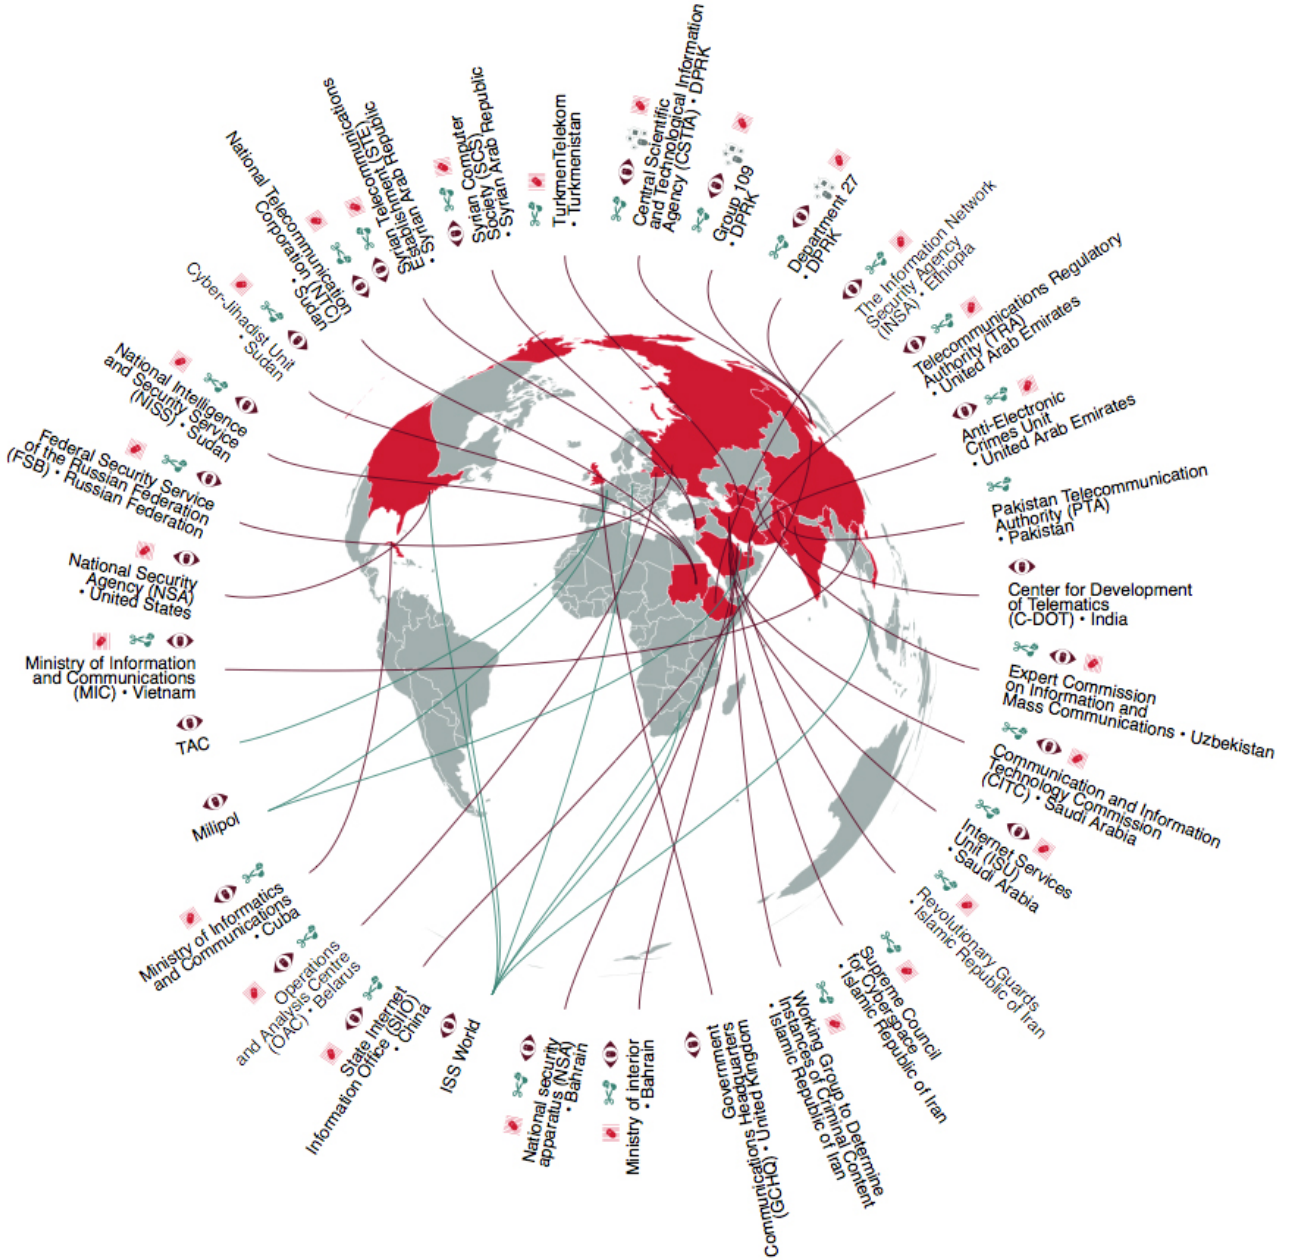 Central Scientific
and Technological Information
Agency (CSTIA) • DPRK
Group 109
• DPRK
Department 27
• DPRK
The Information Network
Security Agency
(INSA) • Ethiopia
Telecommunications Regulatory
Authority (TRA)
• United Arab Emirates
Anti-Electronic
Crimes Unit
• United Arab Emirates
Pakistan Telecommunication
Authority (PTA)
• Pakistan
Center for Development
of Telematics
(C-DOT) • India
Expert Commission
on Information and
Mass Communications • Uzbekistan
Communication and Information
Technology Commission
(CITC) • Saudi Arabia
Internet Services
Unit (ISU)
• Saudi Arabia
Revolutionary Guards
• Islamic Republic of Iran
Supreme Council
for Cyberspace
• Islamic Republic of Iran
Working Group to Determine
Instances of Criminal Content
• Islamic Republic of Iran
Government
Communications Headquarters
(GCHQ) • United Kingdom
Ministry of interior
• Bahrain
National security
apparatus (NSA)
• Bahrain
ISS World
State Internet
Information Office (SIIO)
• China
Operations
and Analysis Centre
(OAC) • Belarus
Ministry of Informatics
and Communications
• Cuba
Milipol
TAC
Ministry of Information
and Communications
(MIC) • Vietnam
National Security
Agency (NSA)
• United States
Federal Security Service
of the Russian Federation
(FSB) • Russian Federation
National Intelligence
and Security Service
(NISS) • Sudan
Cyber-Jihadist Unit
• Sudan
National Telecommunication
Corporation (NTC)
• Sudan
Syrian Telecommunications
Establishment (STE)
• Syrian Arab Republic
Syrian Computer
Society (SCS)
• Syrian Arab Republic
TurkmenTelekom
• Turkmenistan